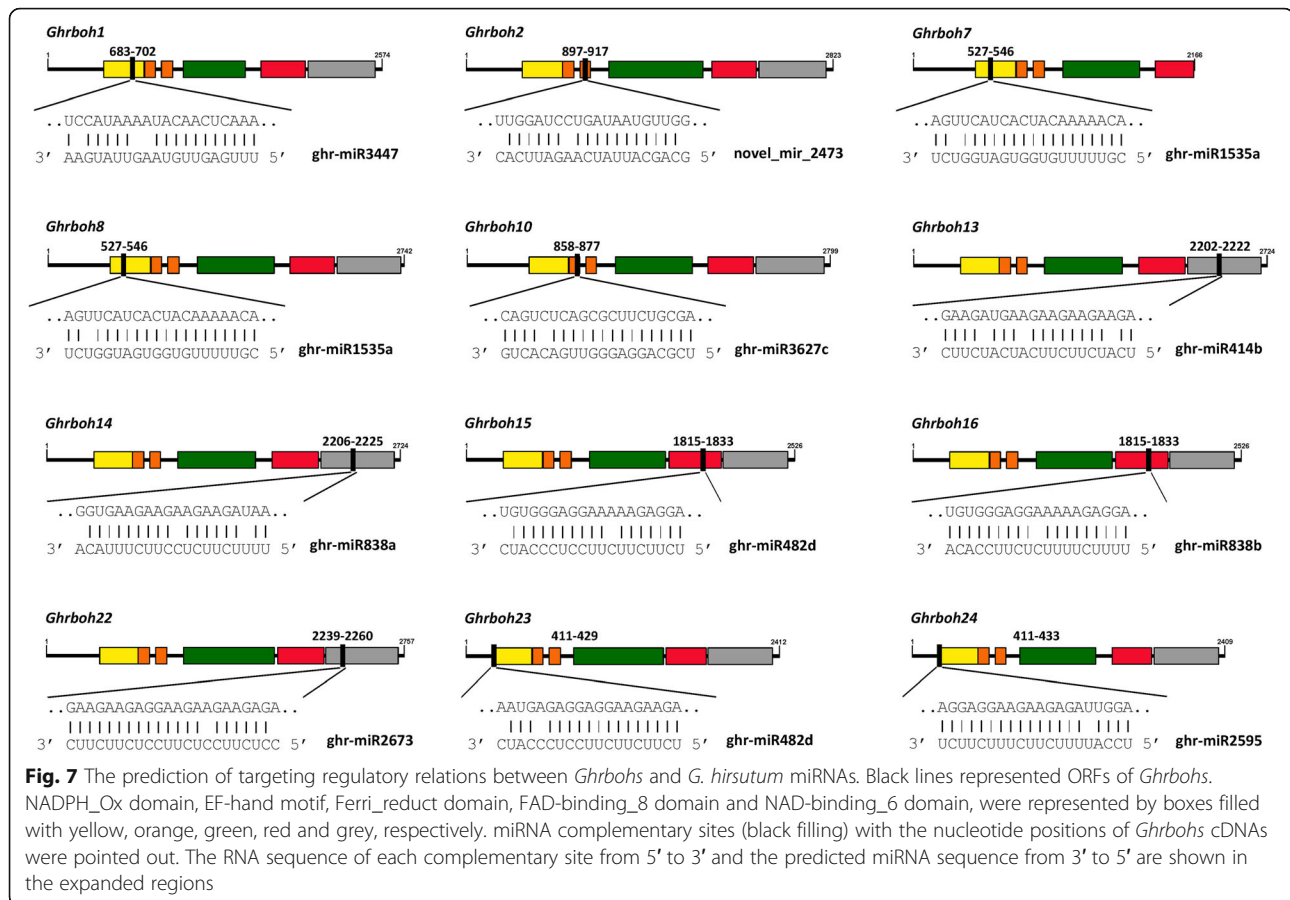 Ghrboh1
683-702
1
2574
..UCCAUAAAAUACAACUCAAA..
3′ AAGUAUUGAAUGUUGAGUUU 5′ ghr-miR3447
Ghrboh2
897-917
1
2823
..UUGGAUCCUGAUAAUGUUGG..
3′ CACUUAGAACUAUUACGACG 5′ novel_mir_2473
Ghrboh7
527-546
1
2166
..AGUUCAUCACUACAAAAACA..
3′ UCUGGUAGUGGUGUUUUUGC 5′ ghr-miR1535a
Ghrboh8
527-546
1
2742
..AGUUCAUCACUACAAAAACA..
3′ UCUGGUAGUGGUGUUUUUGC 5′ ghr-miR1535a
Ghrboh10
858-877
1
2799
..CAGUCUCAGCGCUUCUGCGA..
3′ GUCACAGUUGGGAGGACGCU 5′ ghr-miR3627c
Ghrboh13
2202-2222
1
2724
..GAAGAUGAAGAAGAAGAAGA..
3′ CUUCUACUACUUCUUCUACU 5′ ghr-miR414b
Ghrboh14
2206-2225
1
2724
..GGUGAAGAAGAAGAAGAUAA..
3′ ACAUUUCUUCCUCUUCUUUU 5′ ghr-miR838a
Ghrboh15
1815-1833
1
2526
..UGUGGGAGGAAAAAGAGGA..
3′ CUACCCUCCUUCUUCUUCU 5′ ghr-miR482d
Ghrboh16
1815-1833
1
2526
..UGUGGGAGGAAAAAGAGGA..
3′ ACACCUUCUCUUUUCUUUU 5′ ghr-miR838b
Ghrboh22
2239-2260
1
2757
..GAAGAAGAGGAAGAAGAAGAGA..
3′ CUUCUUCUCCUUCUCCUUCUCC 5′ ghr-miR2673
Ghrboh23
411-429
1
2412
..AAUGAGAGGAGGAAGAAGA..
3′ CUACCCUCCUUCUUCUUCU 5′ ghr-miR482d
Ghrboh24
411-433
1
2409
..AGGAGGAAGAAGAGAUUGGA..
3′ UCUUCUUUCUUCUUUUACCU 5′ ghr-miR2595
Fig. 7 The prediction of targeting regulatory relations between Ghrbohs and G. hirsutum miRNAs. Black lines represented ORFs of Ghrbohs.
NADPH_Ox domain, EF-hand motif, Ferri_reduct domain, FAD-binding_8 domain and NAD-binding_6 domain, were represented by boxes filled
with yellow, orange, green, red and grey, respectively. miRNA complementary sites (black filling) with the nucleotide positions of Ghrbohs cDNAs
were pointed out. The RNA sequence of each complementary site from 5′ to 3′ and the predicted miRNA sequence from 3′ to 5′ are shown in
the expanded regions